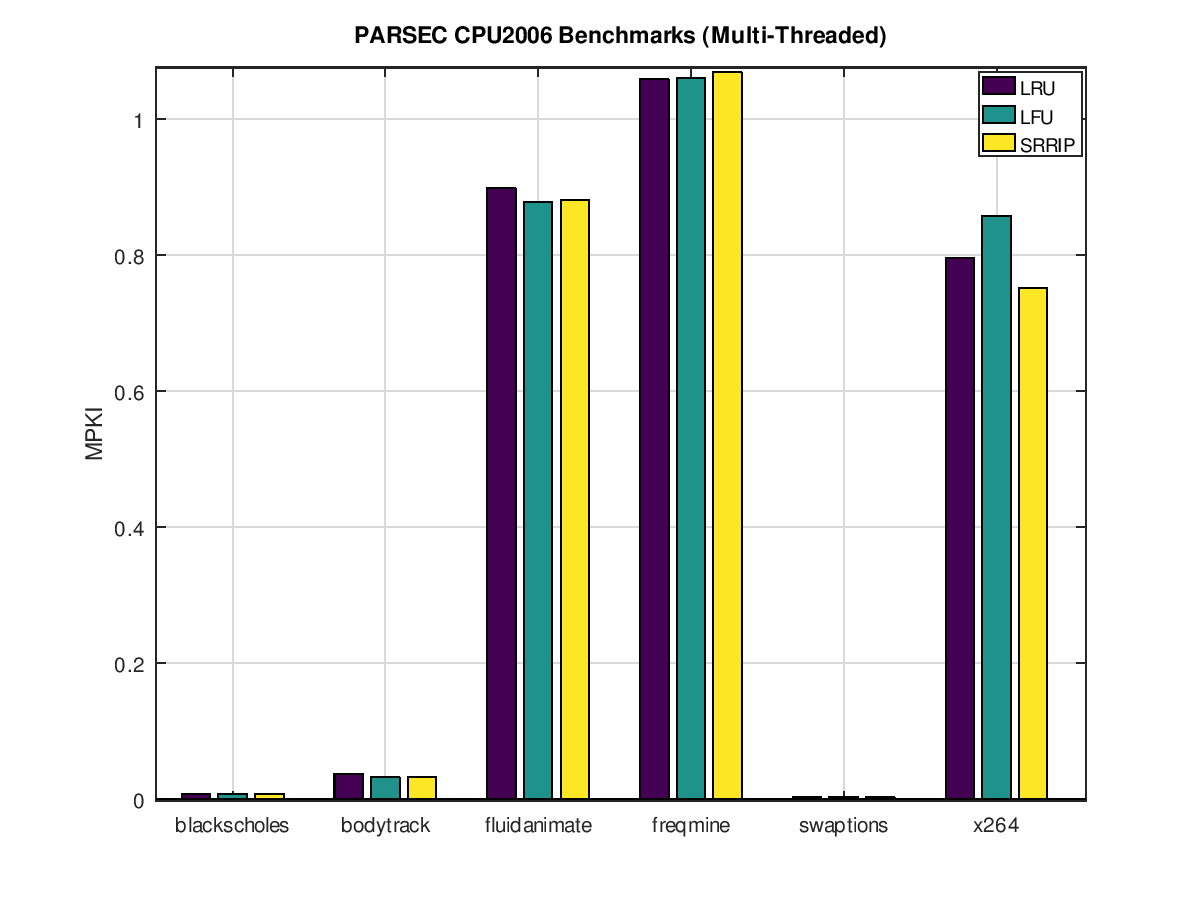 PARSEC CPU2006 Benchmarks (Multi-Threaded)
LRU
LFU
SRRIP
1
0.8
0.6
0.4
0.2
0
MPKI
blackscholes bodytrack fluidanimate freqmine swaptions x264